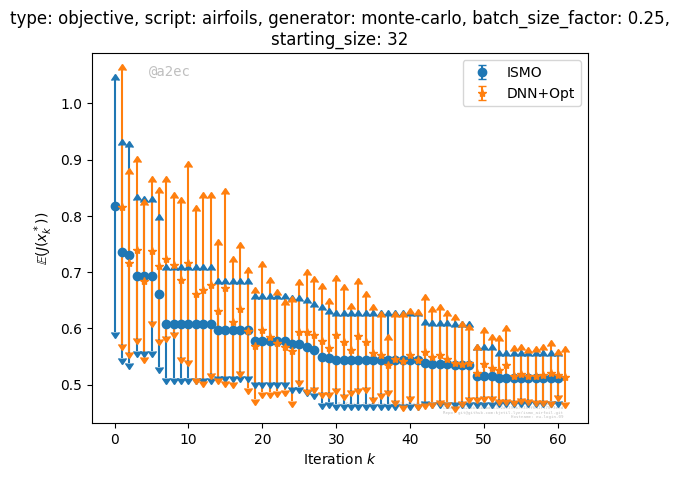 type: objective, script: airfoils, generator: monte-carlo, batch_size_factor: 0.25,
starting_size: 32
@a2ec
ISMO
DNN+Opt
1.0
0.9
0.8
0.7
0.6
0.5
𝔼(J(x*ₖ))
0
10
20
30
40
50
60
Iteration k